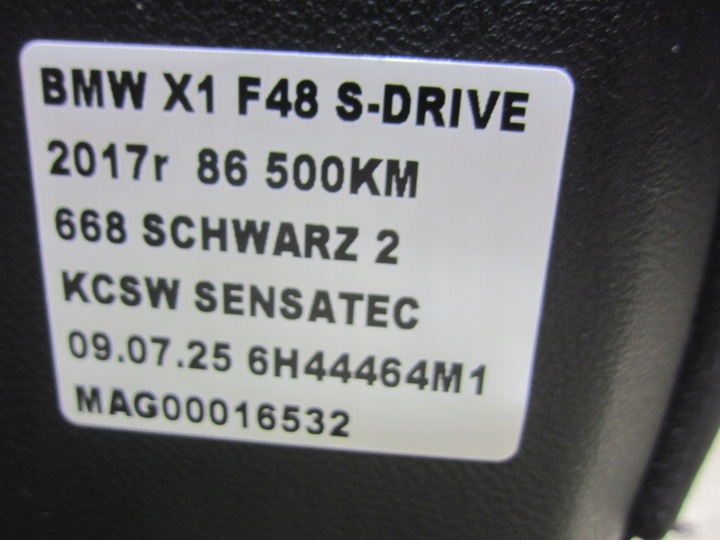 BMW X1 F48 S-DRIVE
2017r 86 500KM
668 SCHWARZ 2
KCSW SENSATEC
09.07.25 6H44464M1
MAG00016532